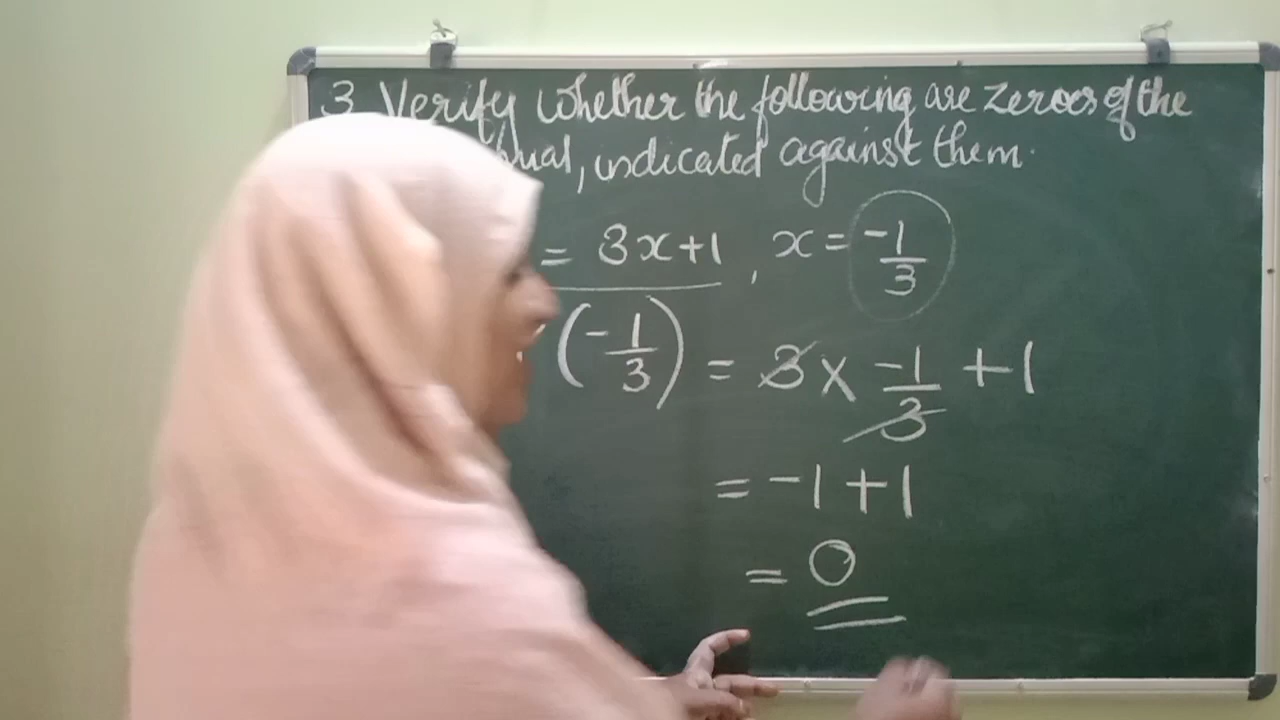 3 Verify whether the following are zeroes of the
indicated against them.
= 3x+1 , x = -1/3
(-1/3) = 3 x -1/3 +1
= -1+1
= 0